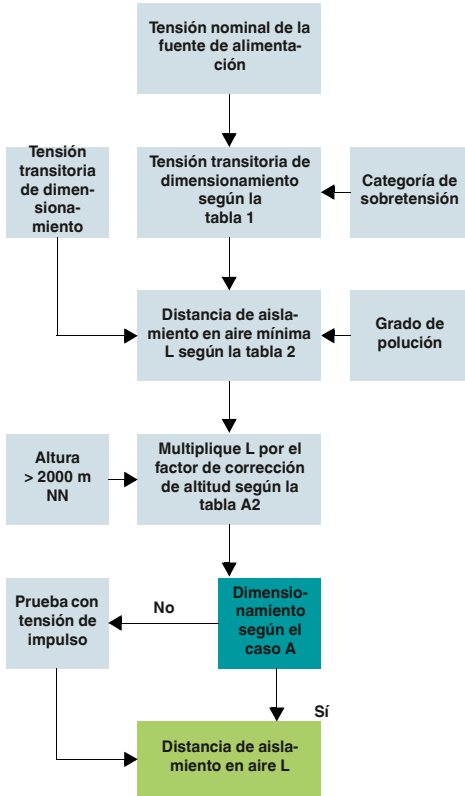 Tensión nominal de la
fuente de alimenta-
ción
Tensión
transitoria
de dimen-
siona-
miento
Tensión transitoria de
dimensionamiento
según la
tabla 1
Categoría de
sobretensión
Distancia de aisla-
miento en aire mínima
L según la tabla 2
Grado de
polución
Altura
> 2000 m
NN
Multiplique L por el
factor de corrección
de altitud según la
tabla A2
Prueba con
tensión de
impulso
No
Dimensio-
namiento
según el
caso A
Sí
Distancia de aisla-
miento en aire L